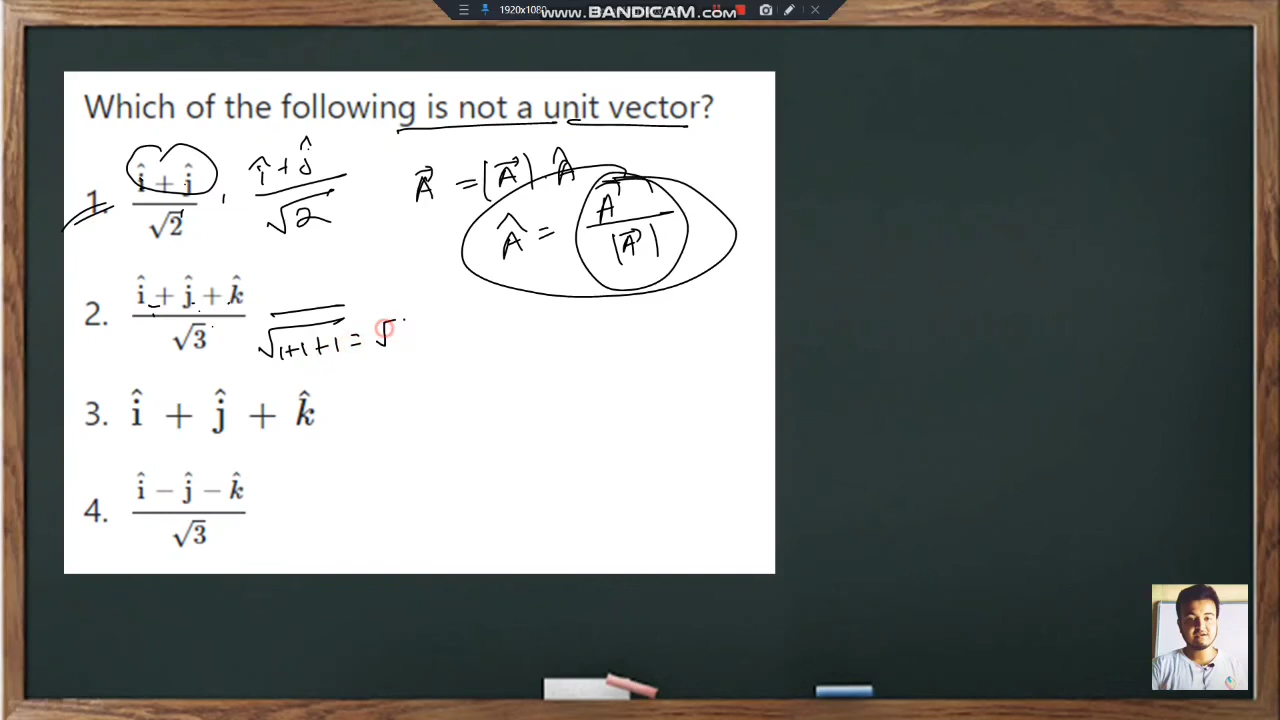 1920x1080
www.BANDICAM.com
Which of the following is not a unit vector?
1. î + ĵ / √2 , î + ĵ / √2
A⃗ = |A⃗| · Â
Â = A⃗ / |A⃗|
2. î + ĵ + k̂ / √3
√1+1+1 = √
3. î + ĵ + k̂
4. î − ĵ − k̂ / √3